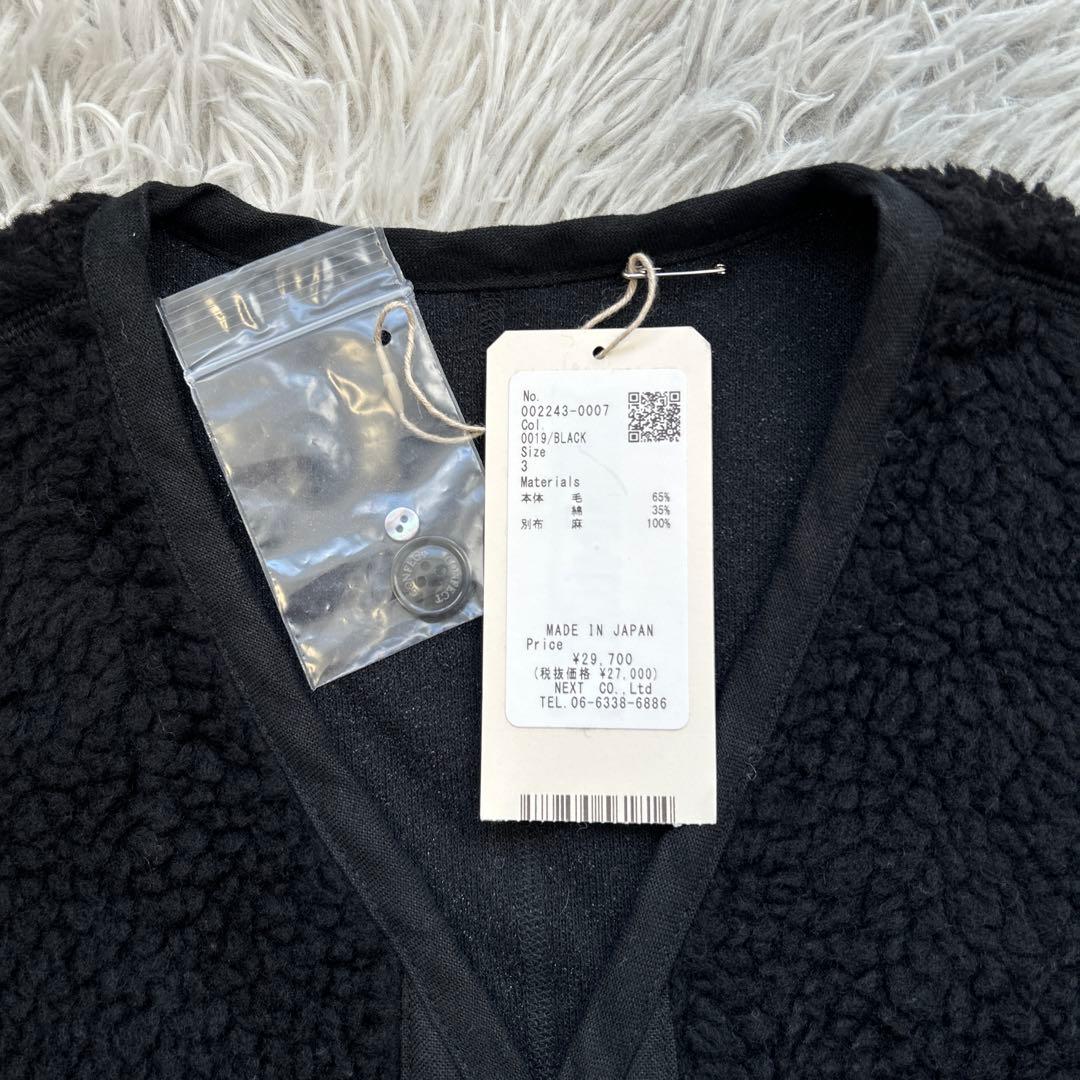 No.
002243-0007
Col.
0019/BLACK
Size
3
Materials
本体 毛 65%
綿 35%
別布 麻 100%
MADE IN JAPAN
Price
¥29,700
(税抜価格 ¥27,000)
NEXT CO.,Ltd
TEL.06-6338-6886
CONFECT